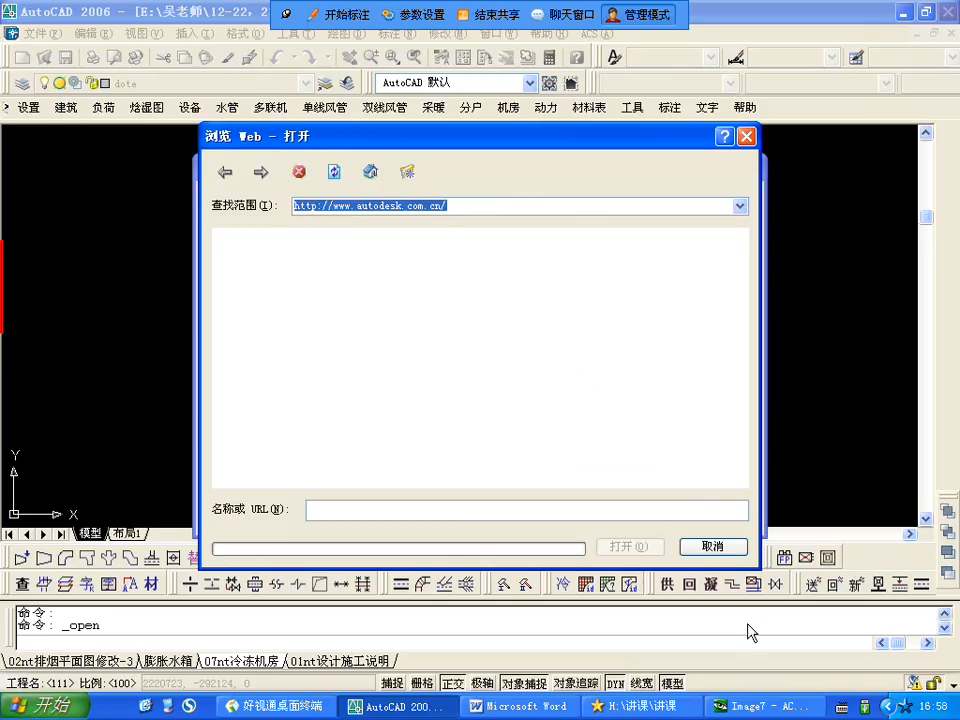 AutoCAD 2006 - [E:\吴老师\12-22，2
开始标注 参数设置 结束共享 聊天窗口 管理模式
文件(F) 编辑(E) 视图(V) 插入(I) 格式(O) 工具(T) 绘图(D) 标注(N) 修改(M) 窗口(W) 帮助(H) ACS(A)
dote AutoCAD 默认
设置 建筑 负荷 焓湿图 设备 水管 多联机 单线风管 双线风管 采暖 分户 机房 动力 材料表 工具 标注 文字 帮助
浏览 Web - 打开
查找范围(I): http://www.autodesk.com.cn/
名称或 URL(N):
打开(O) 取消
Y
X
模型 布局1
查 材 供 回 凝 送 回 新
命令:
命令: _open
02nt排烟平面图修改-3 膨胀水箱 07nt冷冻机房 01nt设计施工说明
工程名:<111> 比例:<100> 2220723, -292124, 0 捕捉 栅格 正交 极轴 对象捕捉 对象追踪 DYN 线宽 模型
开始 好视通桌面终端 AutoCAD 200... Microsoft Word H:\讲课\讲课 Image7 - AC... 16:58